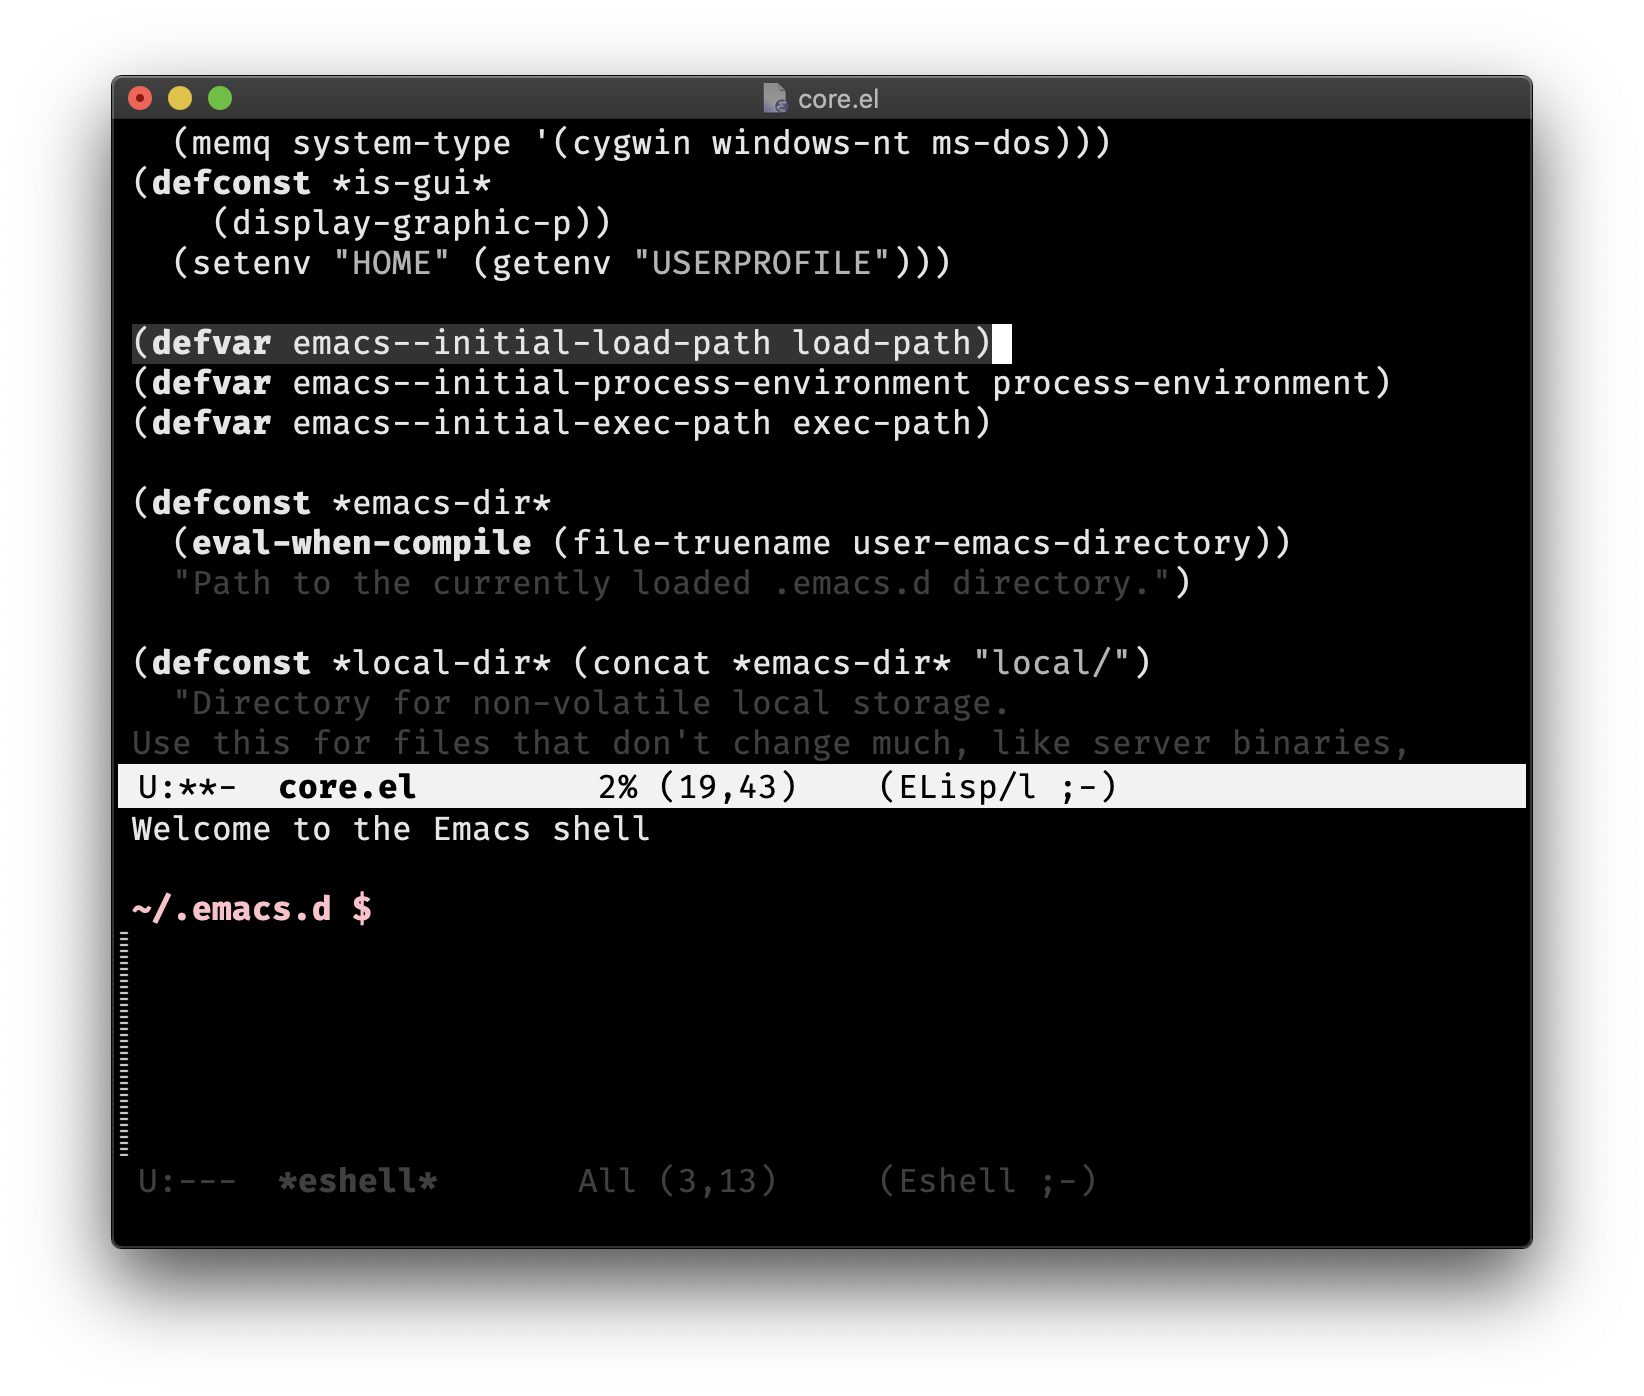 core.el
  (memq system-type '(cygwin windows-nt ms-dos)))
(defconst *is-gui*
    (display-graphic-p))
  (setenv "HOME" (getenv "USERPROFILE")))
(defvar emacs--initial-load-path load-path)
(defvar emacs--initial-process-environment process-environment)
(defvar emacs--initial-exec-path exec-path)
(defconst *emacs-dir*
  (eval-when-compile (file-truename user-emacs-directory))
  "Path to the currently loaded .emacs.d directory.")
(defconst *local-dir* (concat *emacs-dir* "local/")
  "Directory for non-volatile local storage.
Use this for files that don't change much, like server binaries,
U:**-  core.el         2% (19,43)    (ELisp/l ;-)
Welcome to the Emacs shell
~/.emacs.d $
U:---  *eshell*       All (3,13)     (Eshell ;-)